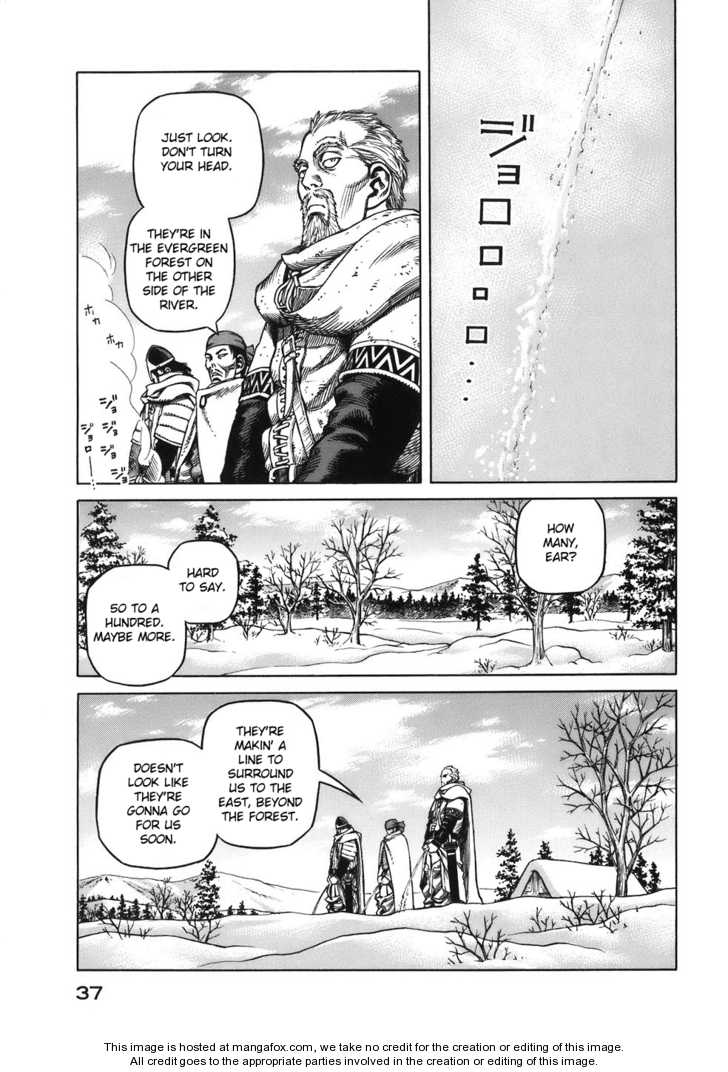 ジョロロロロ...
JUST LOOK.
DON'T TURN
YOUR HEAD.
THEY'RE IN
THE EVERGREEN
FOREST ON
THE OTHER
SIDE OF THE
RIVER.
ホカ
ホカ
ジョ
ジョ
ジョ
ジョ
ロ
HOW
MANY,
EAR?
HARD
TO SAY.
50 TO A
HUNDRED.
MAYBE MORE.
THEY'RE
MAKIN' A
LINE TO
SURROUND
US TO THE
EAST, BEYOND
THE FOREST.
DOESN'T
LOOK LIKE
THEY'RE
GONNA GO
FOR US
SOON.
37
This image is hosted at mangafox.com, we take no credit for the creation or editing of this image.
All credit goes to the appropriate parties involved in the creation or editing of this image.